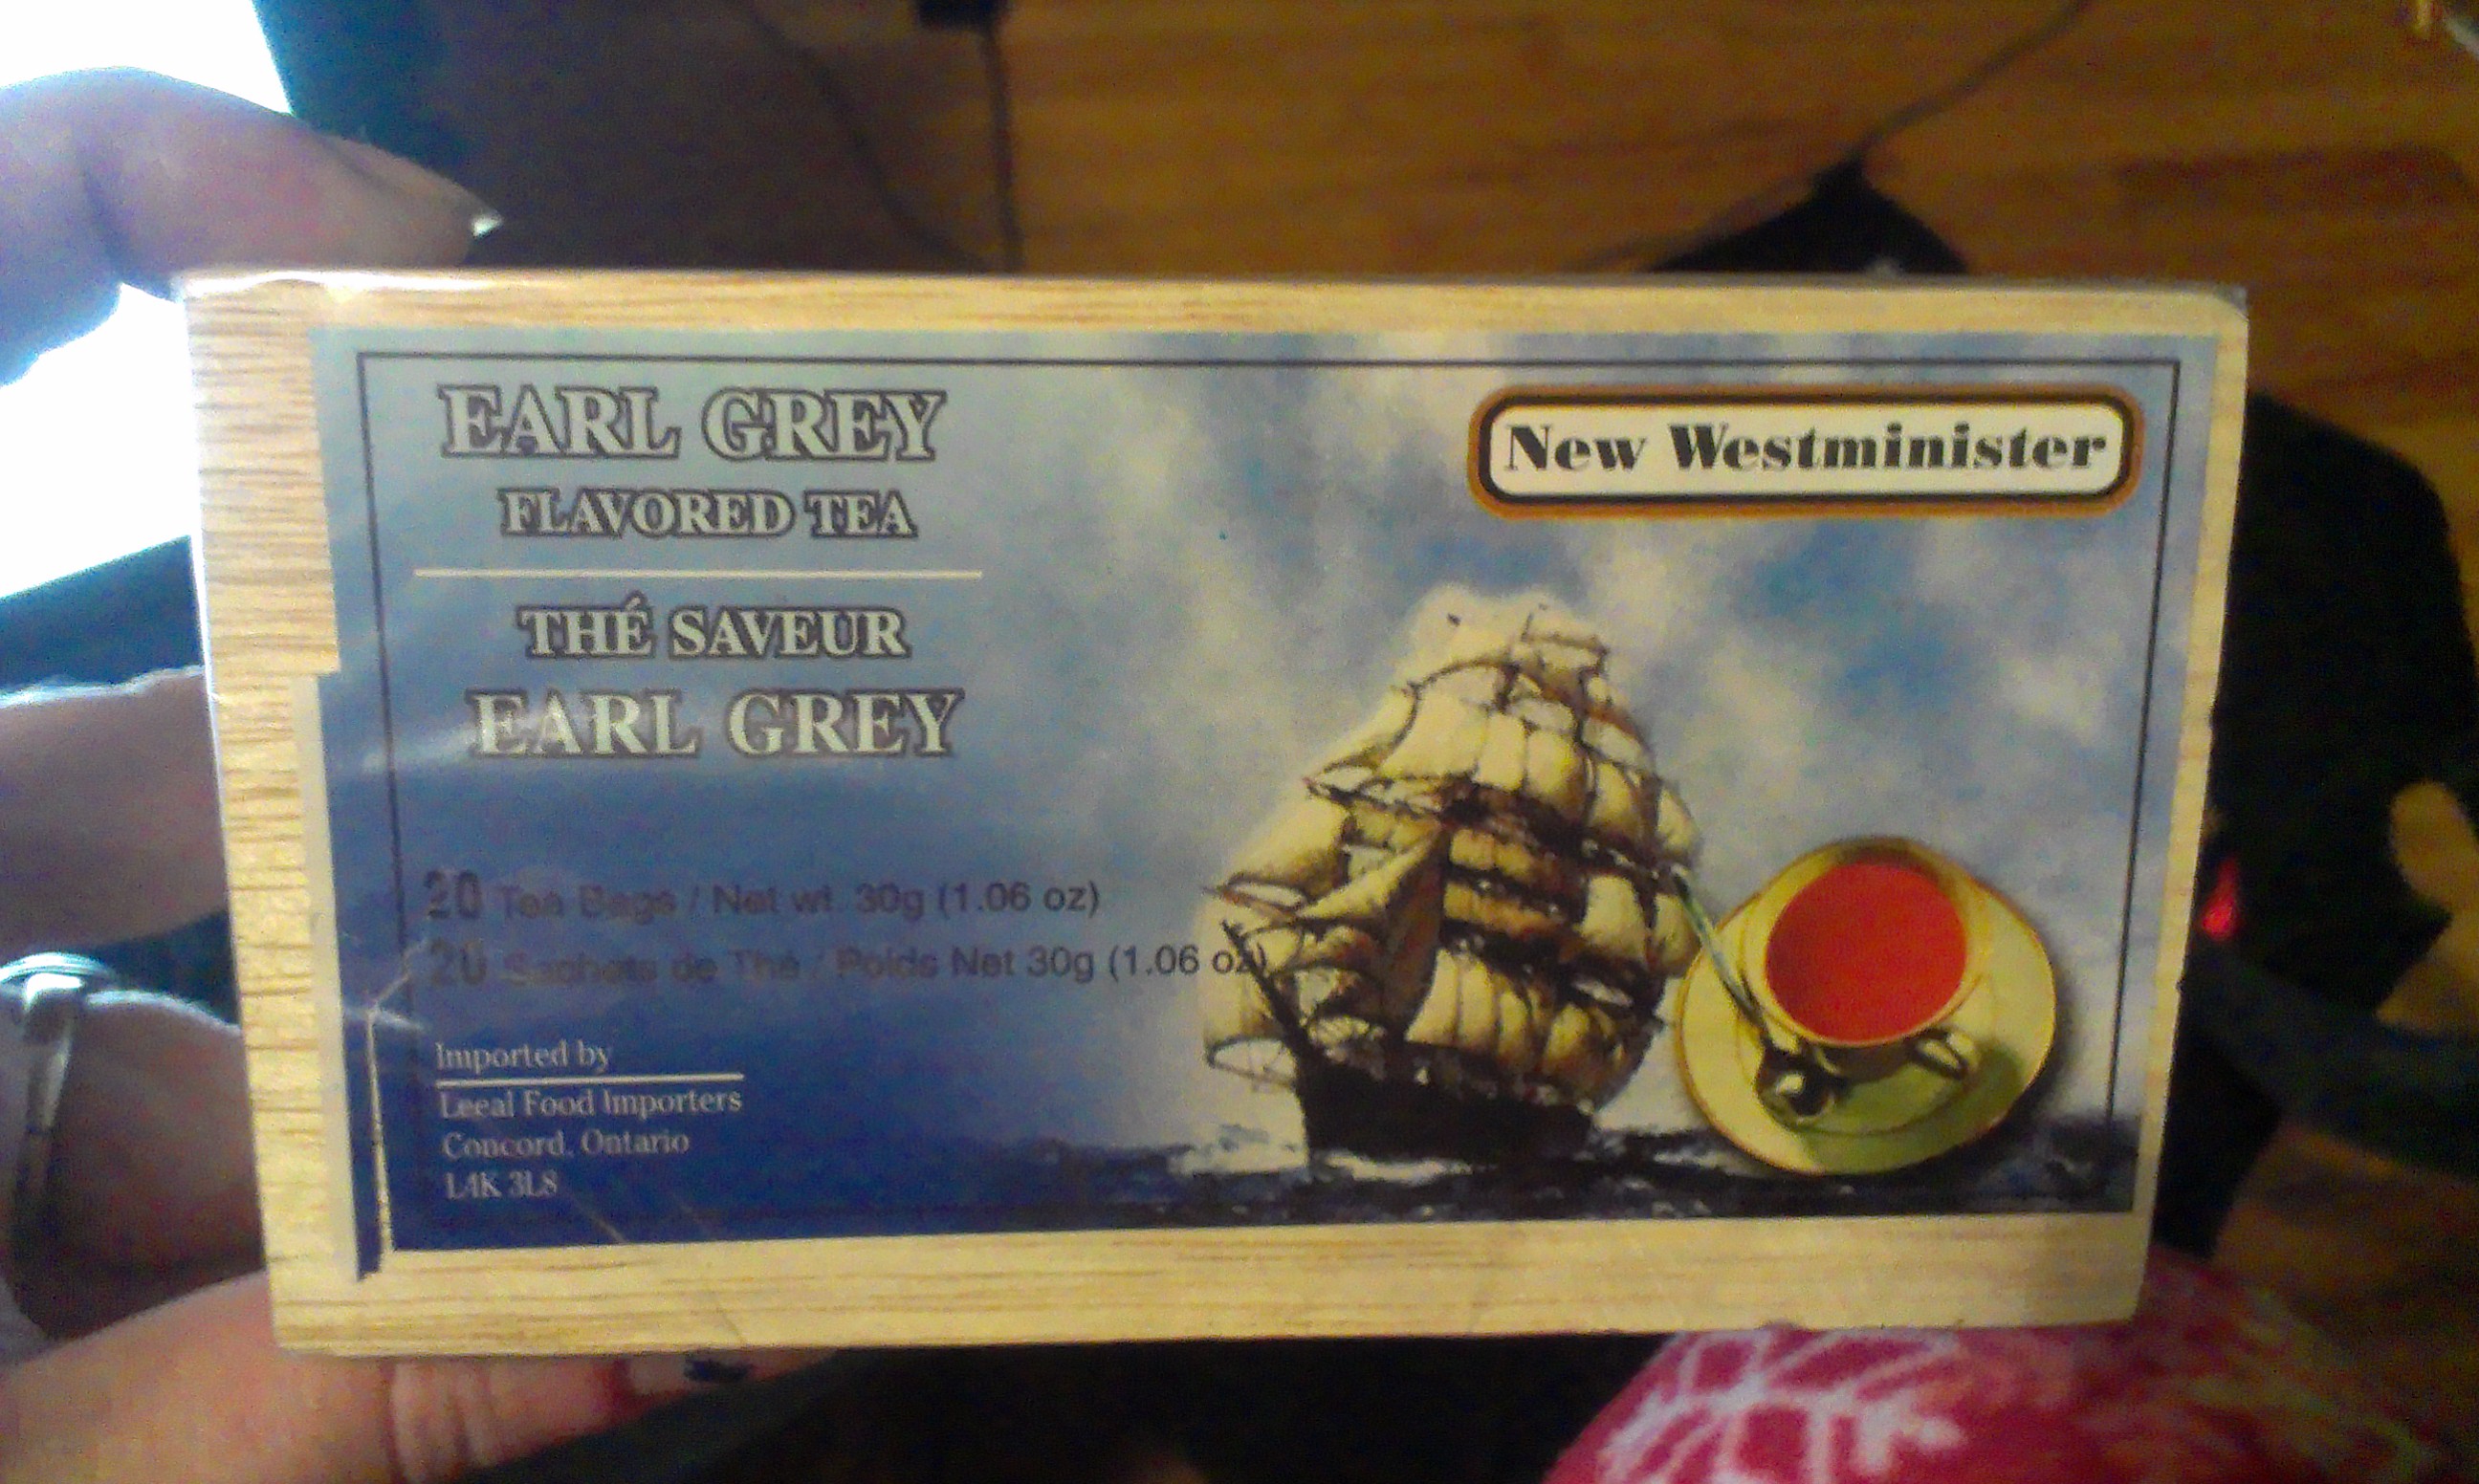 EARL GREY
FLAVORED TEA
THÉ SAVEUR
EARL GREY
New Westminister
20 Tea Bags / Net wt. 30g (1.06 oz)
20 Sachets de Thé / Poids Net 30g (1.06 oz)
Imported by
Leeal Food Importers
Concord, Ontario
L4K 3L8